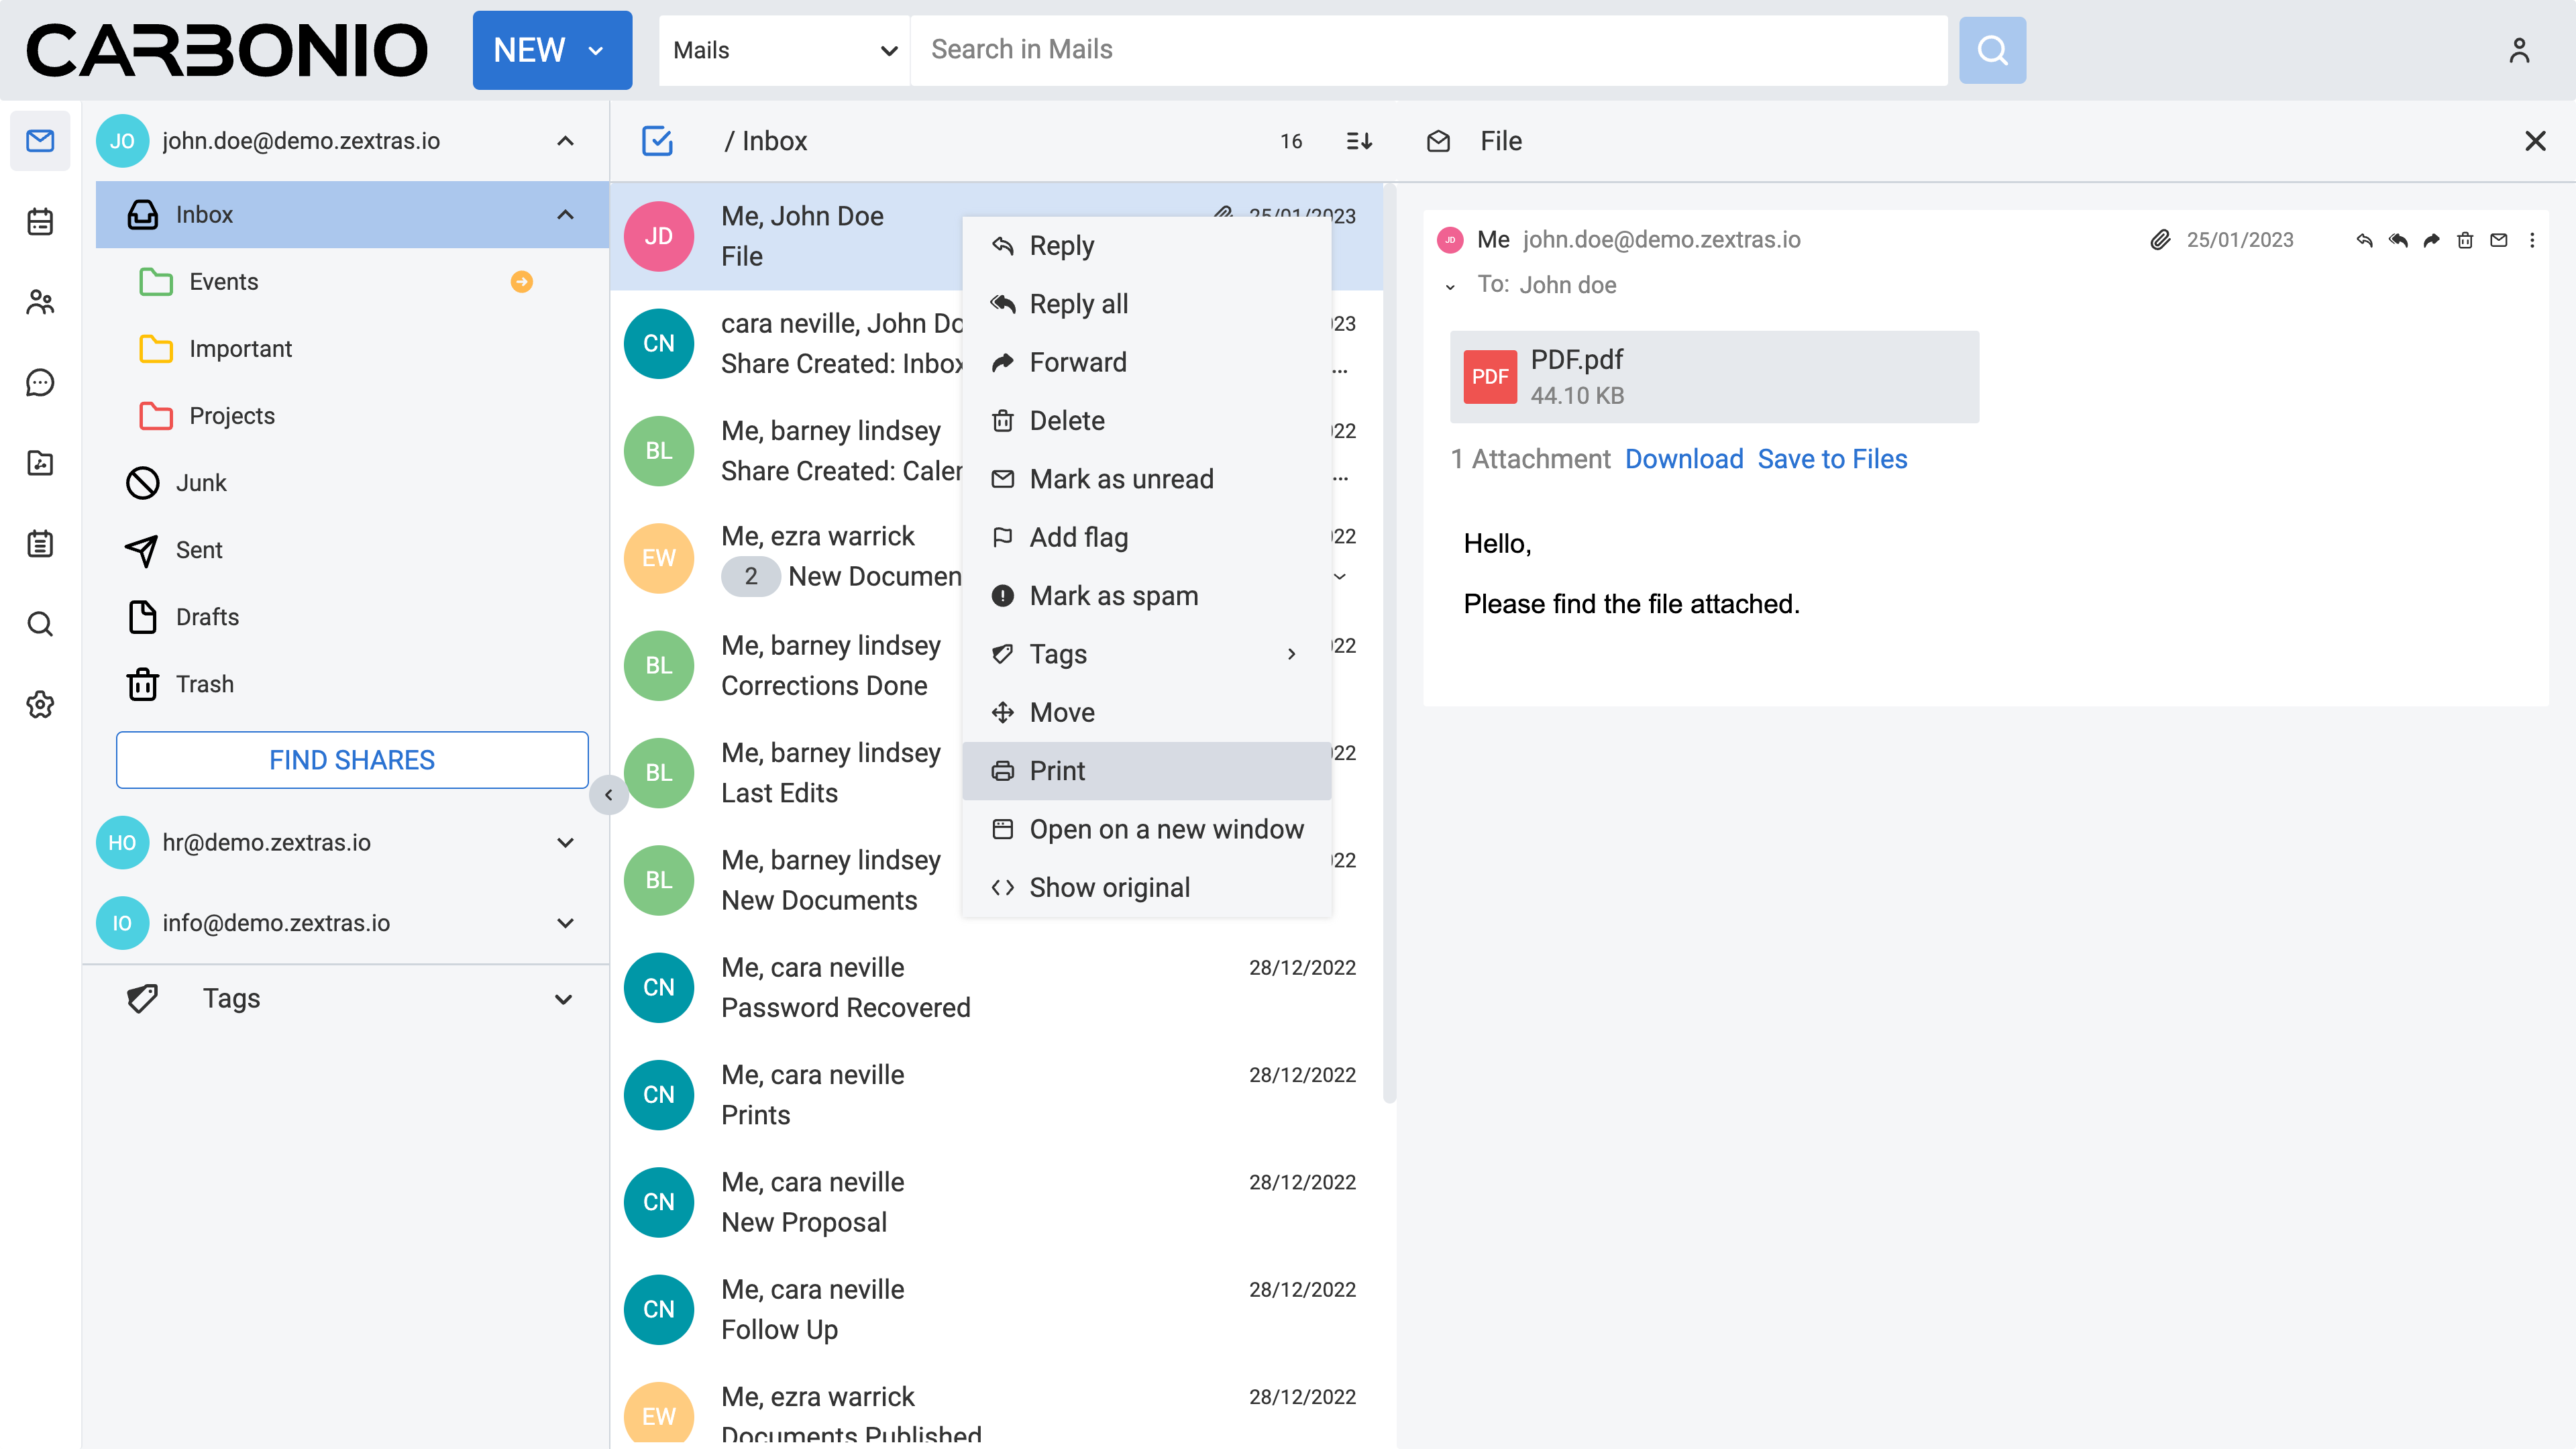 CARBONIO
NEW
Mails
Search in Mails
JO john.doe@demo.zextras.io
Inbox
Events
Important
Projects
Junk
Sent
Drafts
Trash
FIND SHARES
HO hr@demo.zextras.io
IO info@demo.zextras.io
Tags
/ Inbox 16
JD Me, John Doe 25/01/2023
File
CN cara neville, John Do 23
Share Created: Inbox ...
BL Me, barney lindsey 22
Share Created: Caler ...
EW Me, ezra warrick 22
2 New Documen
BL Me, barney lindsey 22
Corrections Done
BL Me, barney lindsey 22
Last Edits
BL Me, barney lindsey 22
New Documents
CN Me, cara neville 28/12/2022
Password Recovered
CN Me, cara neville 28/12/2022
Prints
CN Me, cara neville 28/12/2022
New Proposal
CN Me, cara neville 28/12/2022
Follow Up
EW Me, ezra warrick 28/12/2022
Documents Published
Reply
Reply all
Forward
Delete
Mark as unread
Add flag
Mark as spam
Tags
Move
Print
Open on a new window
Show original
File
JD Me john.doe@demo.zextras.io 25/01/2023
To: John doe
PDF PDF.pdf
44.10 KB
1 Attachment Download Save to Files
Hello,
Please find the file attached.